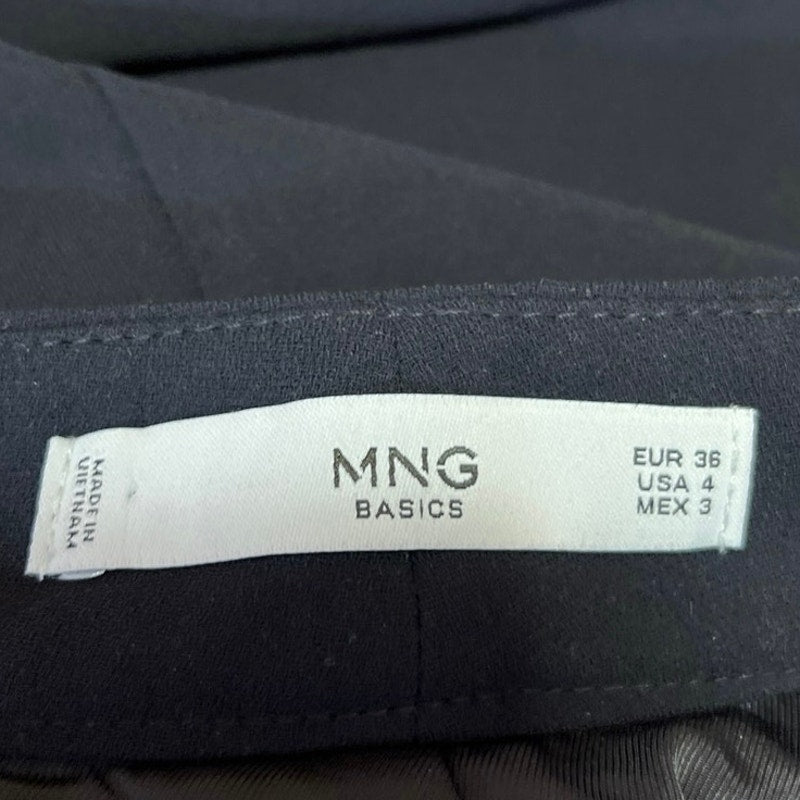 MADE IN
VIETNAM
MNG
BASICS
EUR 36
USA 4
MEX 3